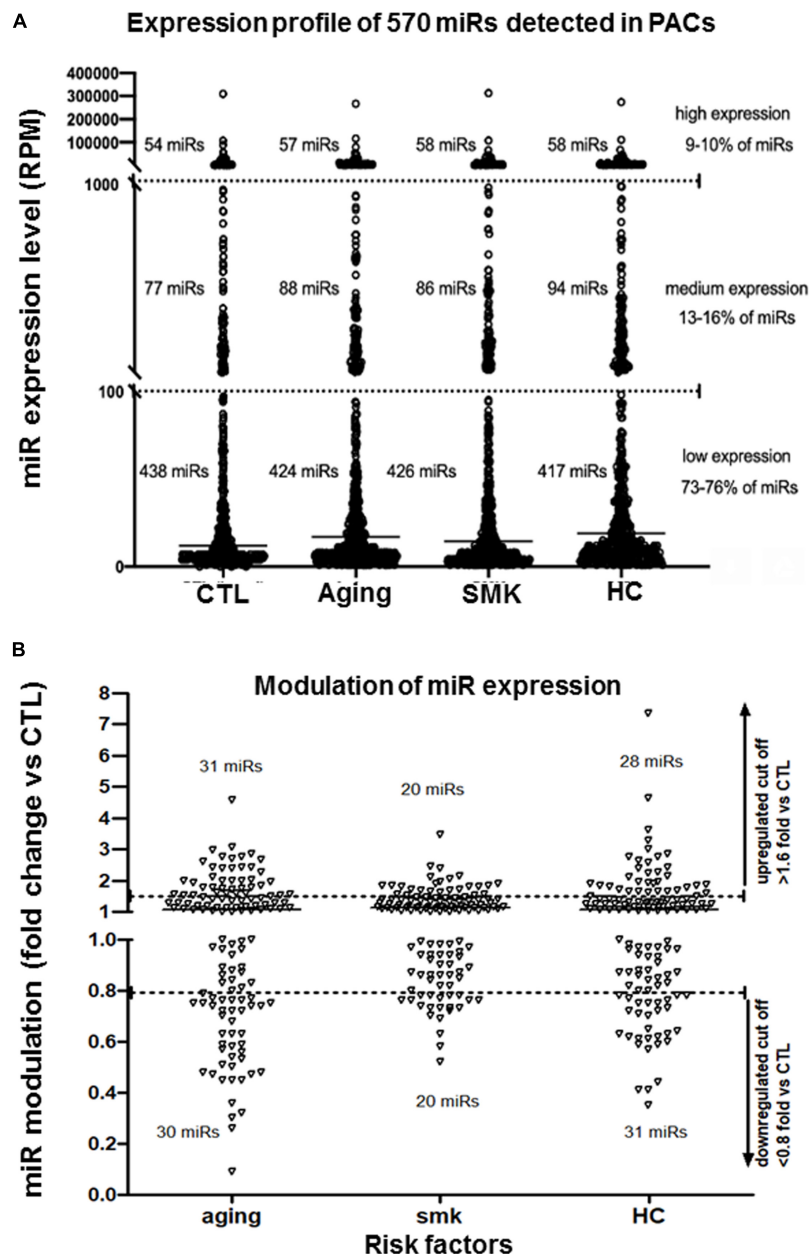 A
Expression profile of 570 miRs detected in PACs
miR expression level (RPM)
400000
300000
200000
100000
1000
100
0
54 miRs
57 miRs
58 miRs
58 miRs
high expression
9-10% of miRs
77 miRs
88 miRs
86 miRs
94 miRs
medium expression
13-16% of miRs
438 miRs
424 miRs
426 miRs
417 miRs
low expression
73-76% of miRs
CTL
Aging
SMK
HC
B
Modulation of miR expression
miR modulation (fold change vs CTL)
8
7
6
5
4
3
2
1
1.0
0.8
0.6
0.4
0.2
0.0
31 miRs
20 miRs
28 miRs
upregulated cut off
>1.6 fold vs CTL
30 miRs
20 miRs
31 miRs
downregulated cut off
<0.8 fold vs CTL
aging
smk
HC
Risk factors